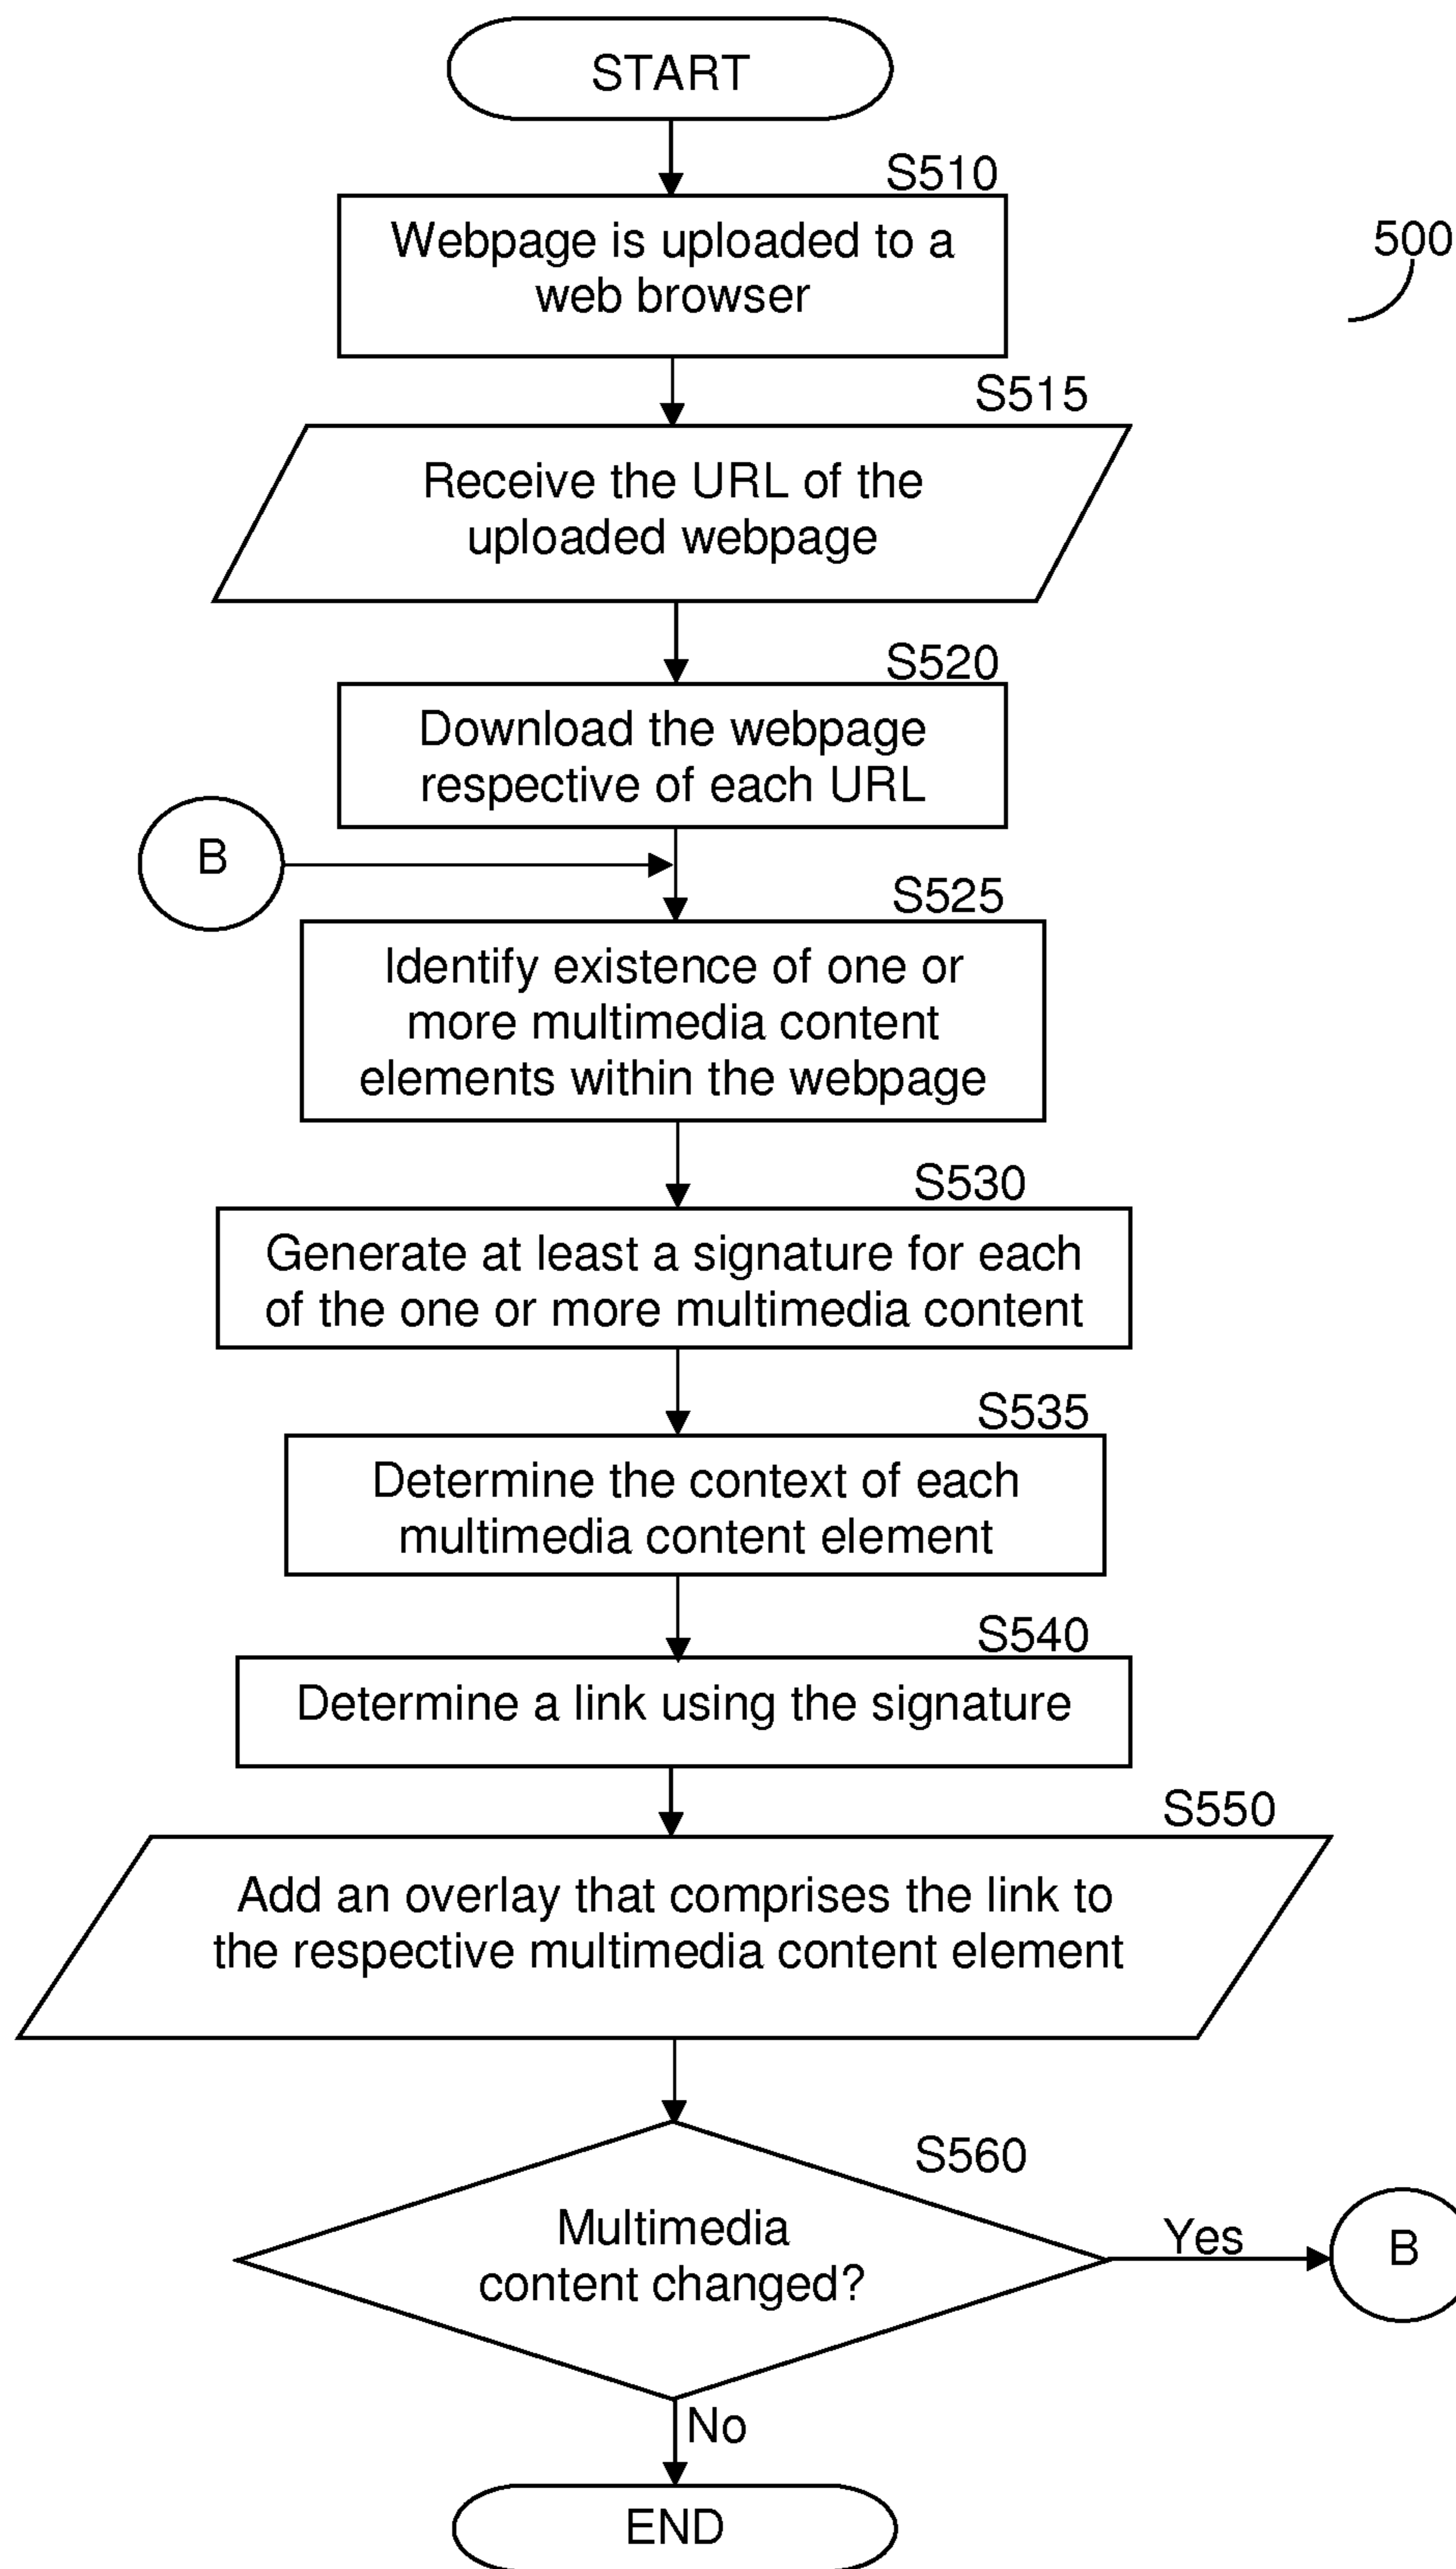 START
S510
Webpage is uploaded to a
web browser
500
S515
Receive the URL of the
uploaded webpage
S520
Download the webpage
respective of each URL
B
S525
Identify existence of one or
more multimedia content
elements within the webpage
S530
Generate at least a signature for each
of the one or more multimedia content
S535
Determine the context of each
multimedia content element
S540
Determine a link using the signature
S550
Add an overlay that comprises the link to
the respective multimedia content element
S560
Multimedia
content changed?
Yes
B
No
END